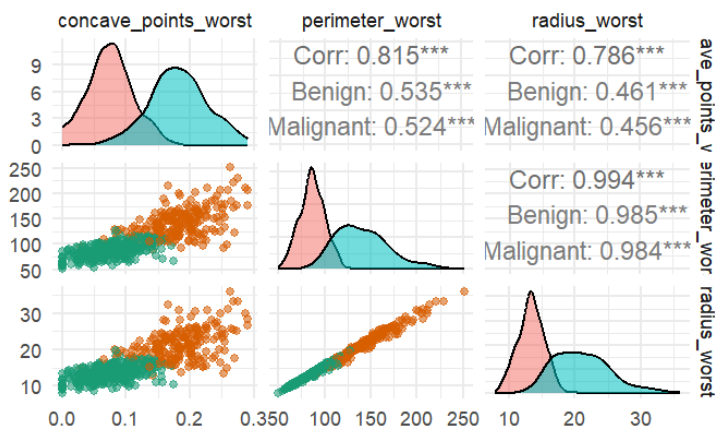 concave_points_worst perimeter_worst radius_worst
9
6
3
0
Corr: 0.815***
Benign: 0.535***
Malignant: 0.524***
Corr: 0.786***
Benign: 0.461***
Malignant: 0.456***
ave_points_v
250
200
150
100
50
Corr: 0.994***
Benign: 0.985***
Malignant: 0.984***
erimeter_wor
30
20
10
radius_worst
0.0 0.1 0.2 0.3 50 100 150 200 250 10 20 30